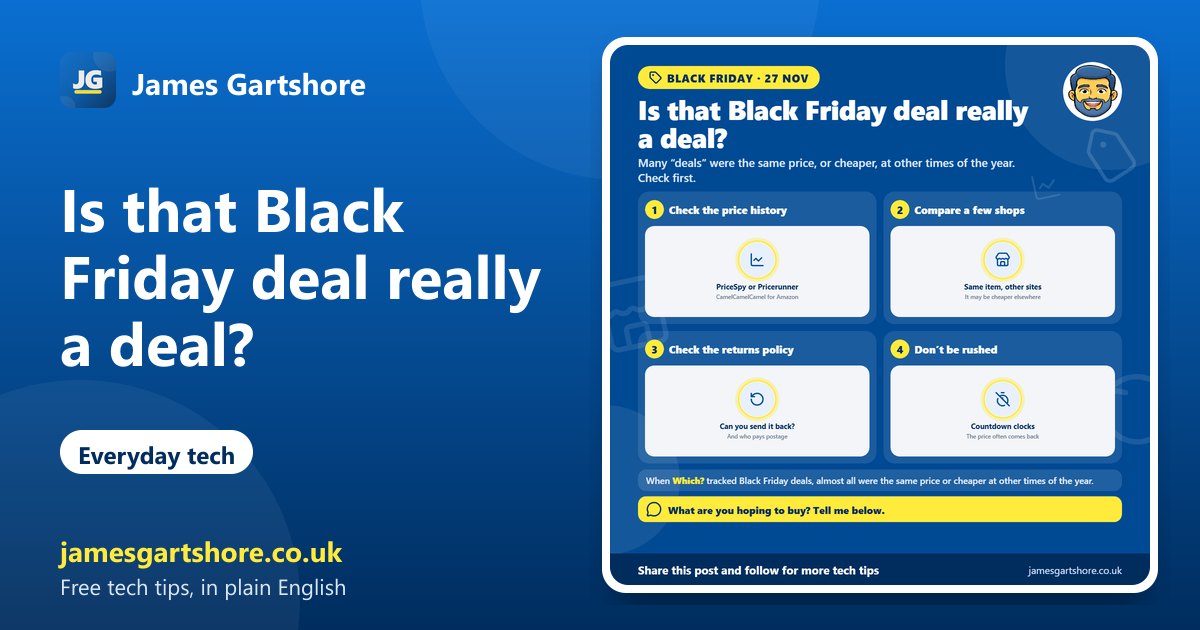 JG
James Gartshore
Is that Black
Friday deal really
a deal?
Everyday tech
jamesgartshore.co.uk
Free tech tips, in plain English
BLACK FRIDAY · 27 NOV
Is that Black Friday deal really
a deal?
Many “deals” were the same price, or cheaper, at other times of the year.
Check first.
1 Check the price history
PriceSpy or Pricerunner
CamelCamelCamel for Amazon
2 Compare a few shops
Same item, other sites
It may be cheaper elsewhere
3 Check the returns policy
Can you send it back?
And who pays postage
4 Don't be rushed
Countdown clocks
The price often comes back
When Which? tracked Black Friday deals, almost all were the same price or cheaper at other times of the year.
What are you hoping to buy? Tell me below.
Share this post and follow for more tech tips
jamesgartshore.co.uk